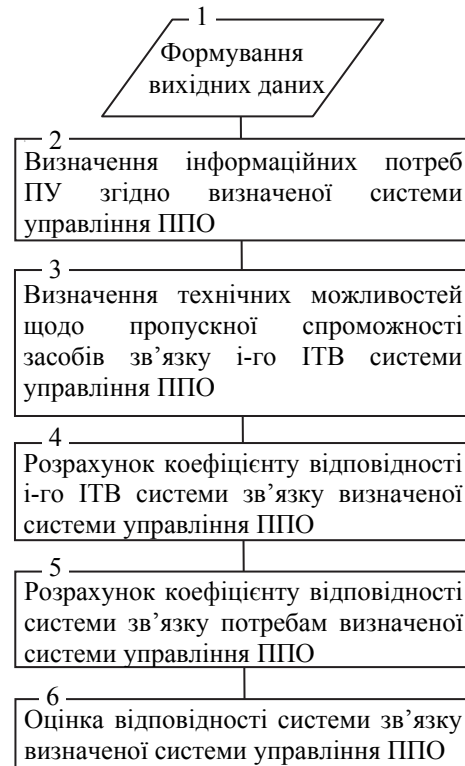 1
Формування
вихідних даних
2
Визначення інформаційних потреб
ПУ згідно визначеної системи
управління ППО
3
Визначення технічних можливостей
щодо пропускної спроможності
засобів зв’язку і-го ІТВ системи
управління ППО
4
Розрахунок коефіцієнту відповідності
і-го ІТВ системи зв’язку визначеної
системи управління ППО
5
Розрахунок коефіцієнту відповідності
системи зв’язку потребам визначеної
системи управління ППО
6
Оцінка відповідності системи зв’язку
визначеної системи управління ППО